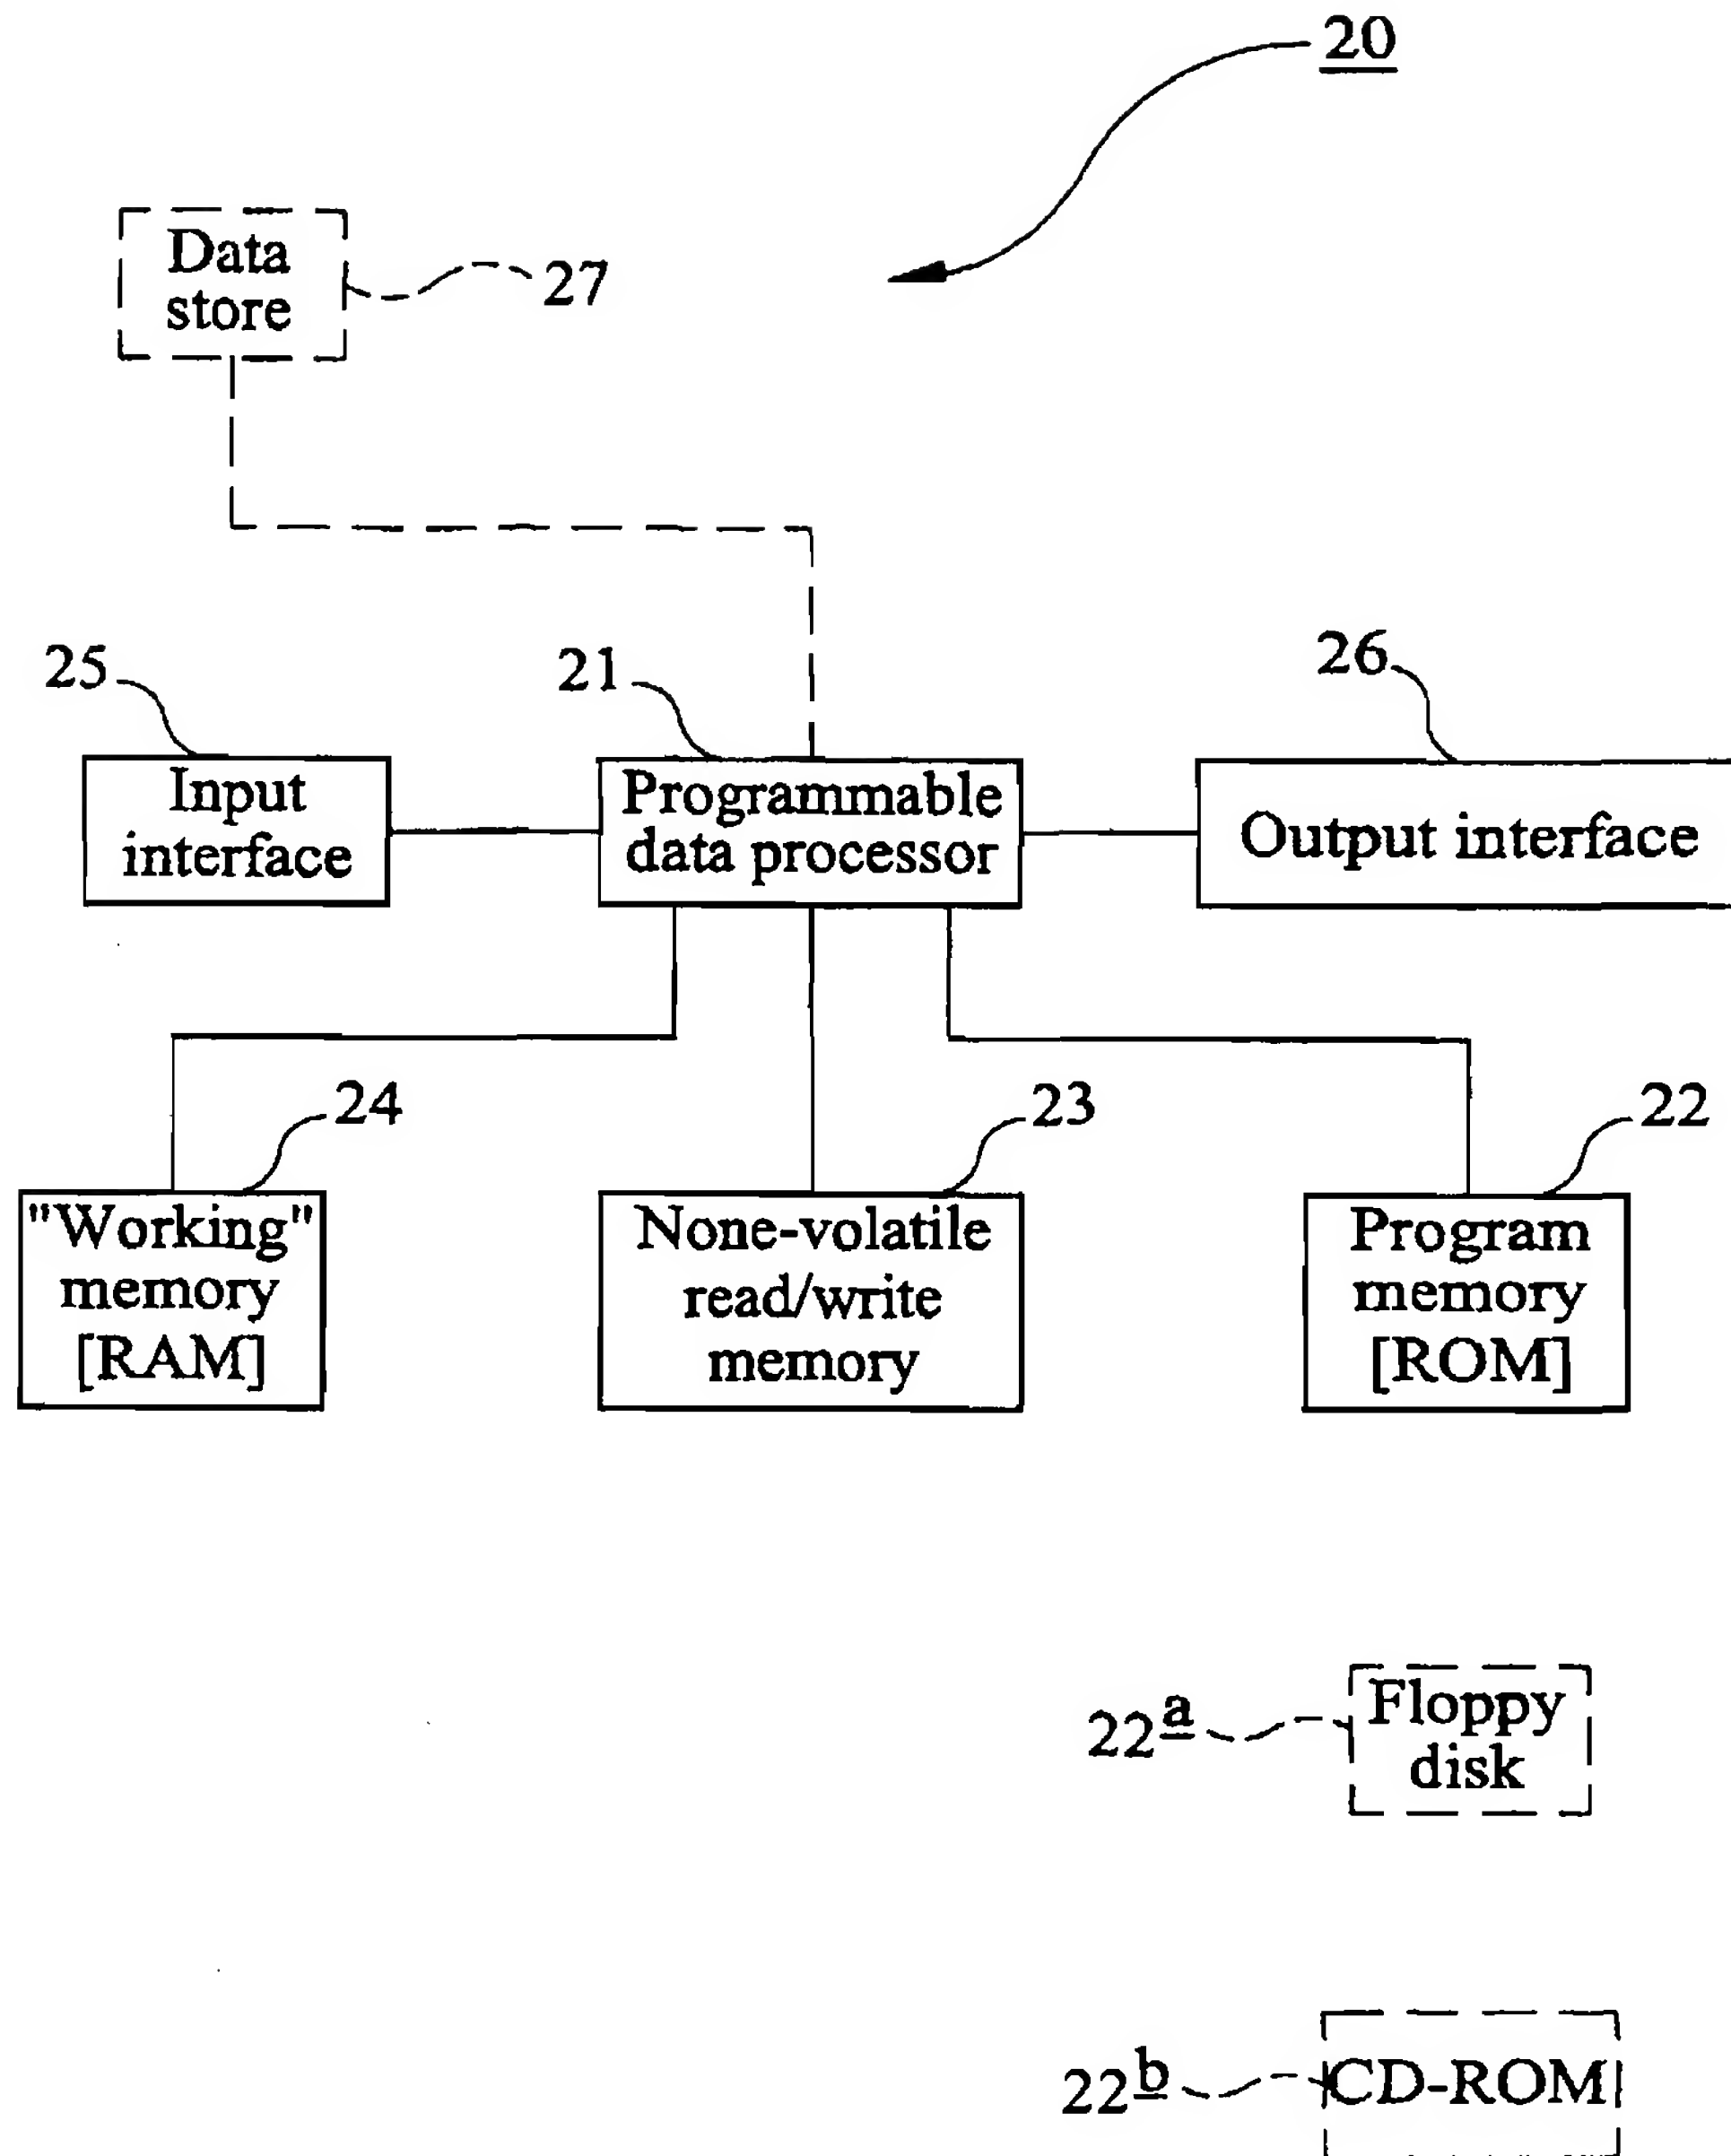 20
Data
store
27
25
21
26
Input
interface
Programmable
data processor
Output interface
24
23
22
"Working"
memory
[RAM]
None-volatile
read/write
memory
Program
memory
[ROM]
22a
Floppy
disk
22b
CD-ROM